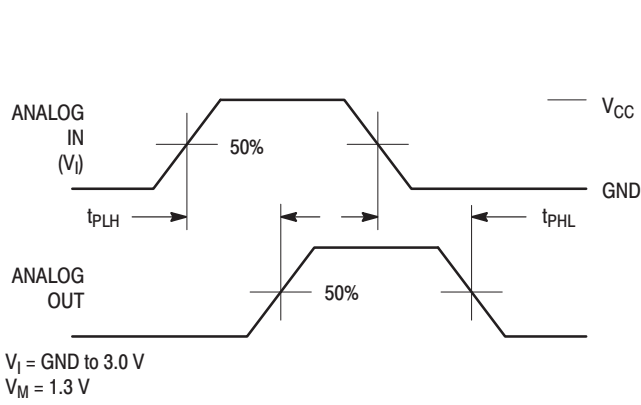 ANALOG
IN
(VI)
50%
VCC
GND
tPLH
tPHL
ANALOG
OUT
50%
VI = GND to 3.0 V
VM = 1.3 V